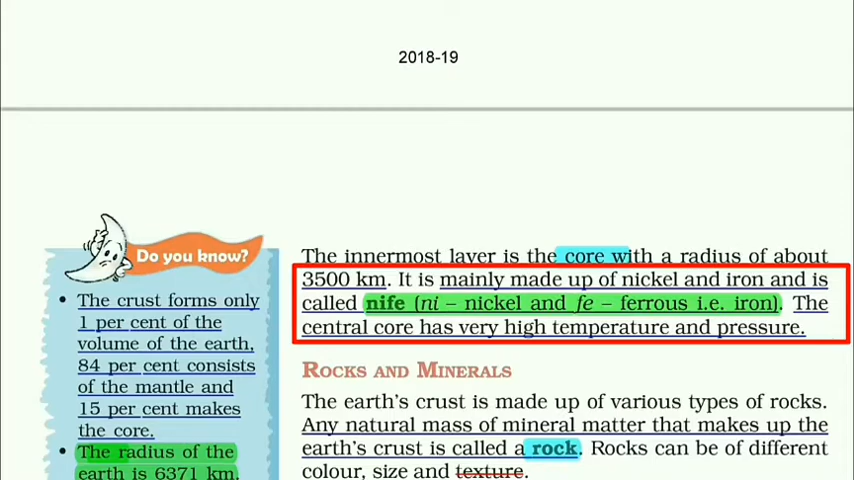 2018-19
Do you know?
• The crust forms only
1 per cent of the
volume of the earth,
84 per cent consists
of the mantle and
15 per cent makes
the core.
• The radius of the
earth is 6371 km.
The innermost layer is the core with a radius of about
3500 km. It is mainly made up of nickel and iron and is
called nife (ni – nickel and fe – ferrous i.e. iron). The
central core has very high temperature and pressure.
ROCKS AND MINERALS
The earth's crust is made up of various types of rocks.
Any natural mass of mineral matter that makes up the
earth's crust is called a rock. Rocks can be of different
colour, size and texture.